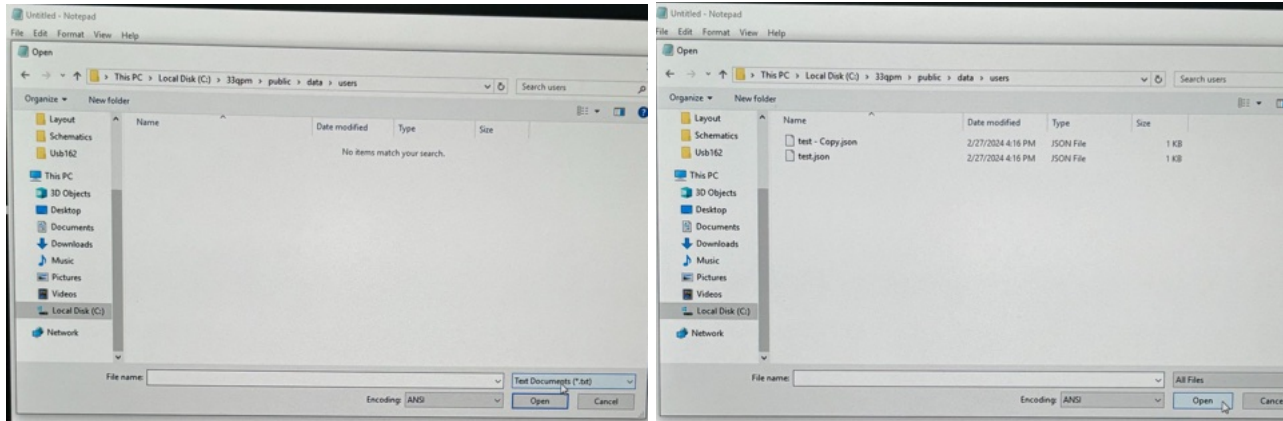 Untitled - Notepad
File Edit Format View Help
Open
This PC > Local Disk (C:) > 33qpm > public > data > users
Search users
Organize New folder
Layout
Schematics
Usb162
This PC
3D Objects
Desktop
Documents
Downloads
Music
Pictures
Videos
Local Disk (C:)
Network
Name Date modified Type Size
No items match your search.
File name: Text Documents (*.txt)
Encoding: ANSI Open Cancel
Untitled - Notepad
File Edit Format View Help
Open
This PC > Local Disk (C:) > 33qpm > public > data > users
Search users
Organize New folder
Layout
Schematics
Usb162
This PC
3D Objects
Desktop
Documents
Downloads
Music
Pictures
Videos
Local Disk (C:)
Network
Name Date modified Type Size
test - Copy.json 2/27/2024 4:16 PM JSON File 1 KB
test.json 2/27/2024 4:16 PM JSON File 1 KB
File name: All Files
Encoding: ANSI Open Cance